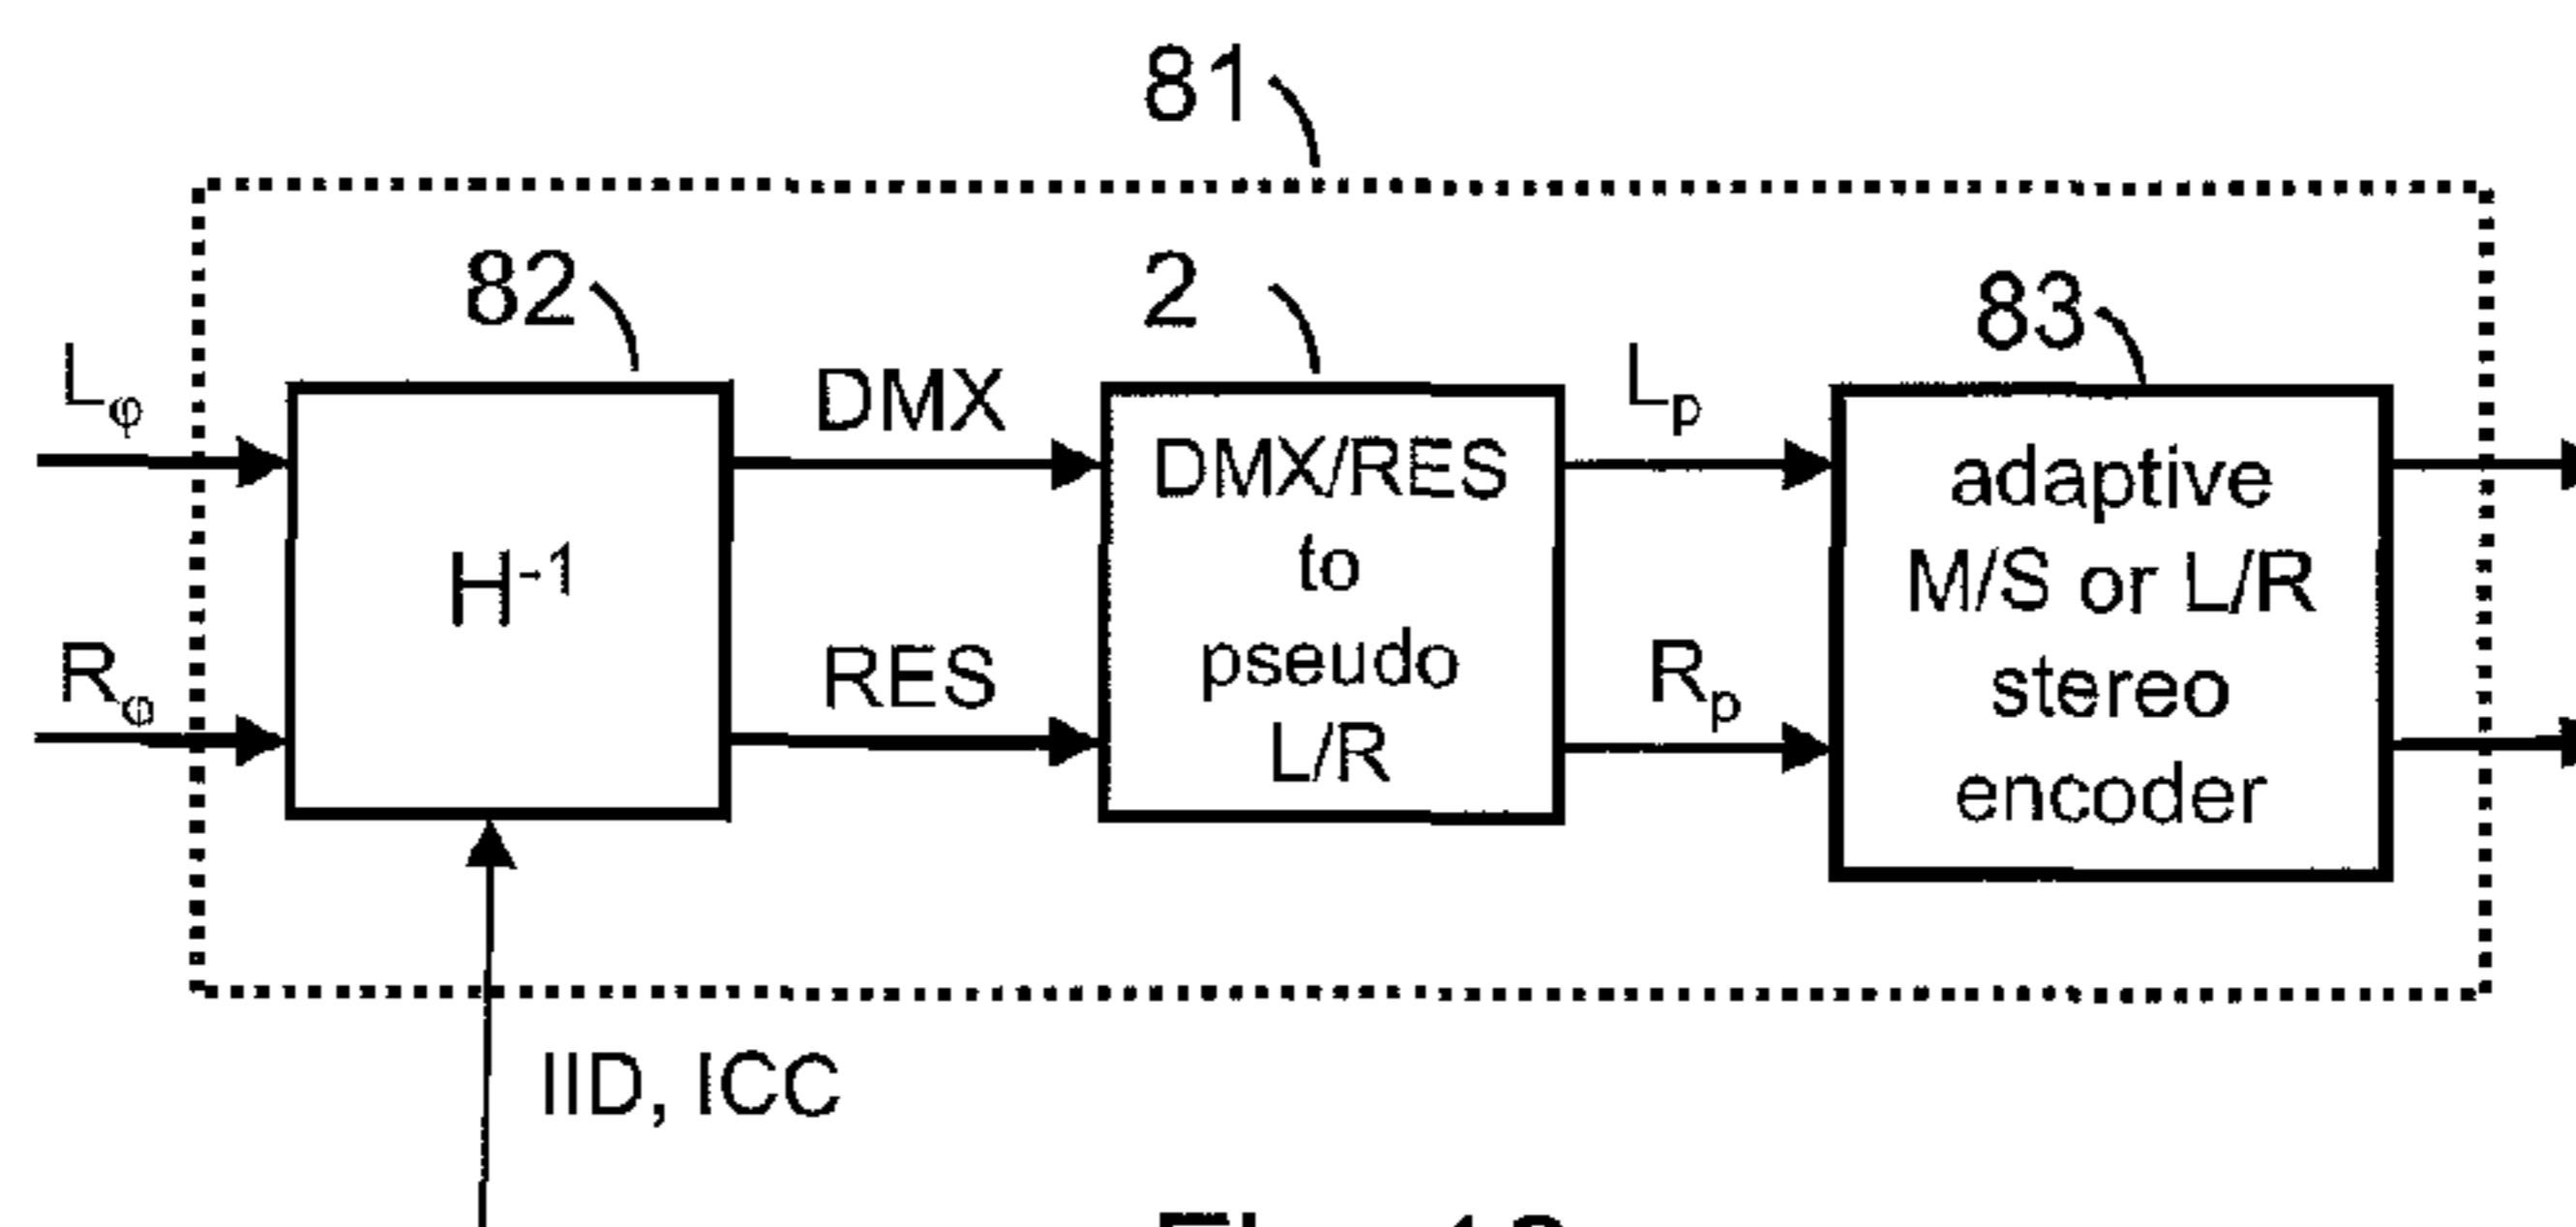 81
82
2
83
Lφ
DMX
Lp
Rφ
RES
Rp
H-1
DMX/RES
to
pseudo
L/R
adaptive
M/S or L/R
stereo
encoder
IID, ICC